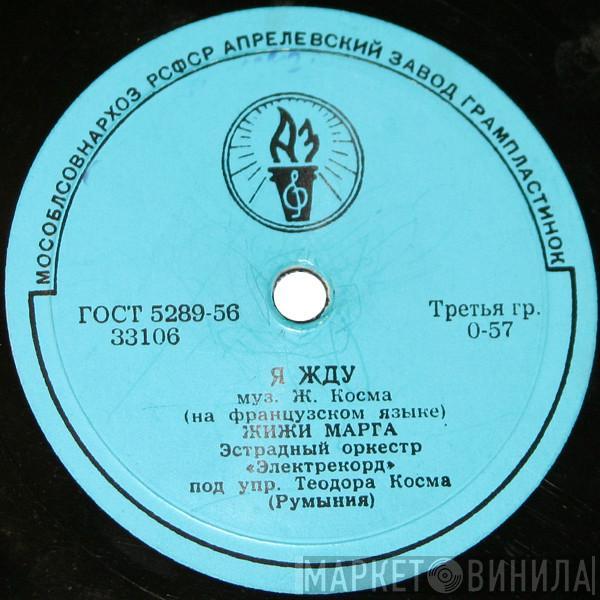 МОСОБЛСОВНАРХОЗ РСФСР АПРЕЛЕВСКИЙ ЗАВОД ГРАМПЛАСТИНОК
АЗ
ГОСТ 5289-56
33106
Третья гр.
0-57
Я ЖДУ
муз. Ж. Косма
(на французском языке)
ЖИЖИ МАРГА
Эстрадный оркестр
«Электрекорд»
под упр. Теодора Косма
(Румыния)
МАРКЕТ ВИНИЛА